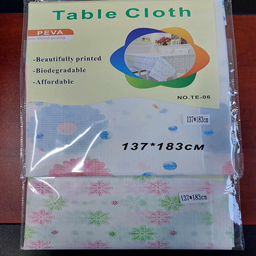 Table Cloth
PEVA
-Beautifully printed
-Biodegradable
-Affordable
NO.TE-06
137*183cm
137*183CM
137*183cm